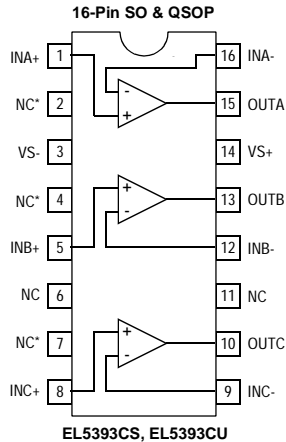 16-Pin SO & QSOP
INA+ 1 16 INA-
NC* 2 - + 15 OUTA
VS- 3 14 VS+
NC* 4 + 13 OUTB
INB+ 5 - 12 INB-
NC 6 11 NC
NC* 7 + 10 OUTC
INC+ 8 - 9 INC-
EL5393CS, EL5393CU